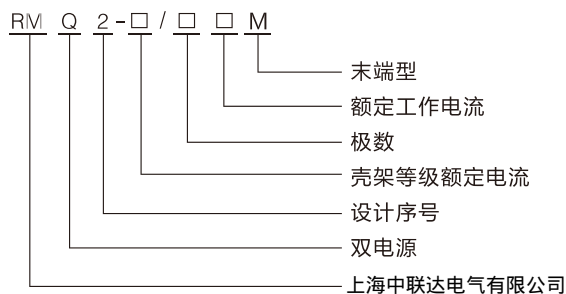 RM Q 2-□/□ □ M
末端型
额定工作电流
极数
壳架等级额定电流
设计序号
双电源
上海中联达电气有限公司